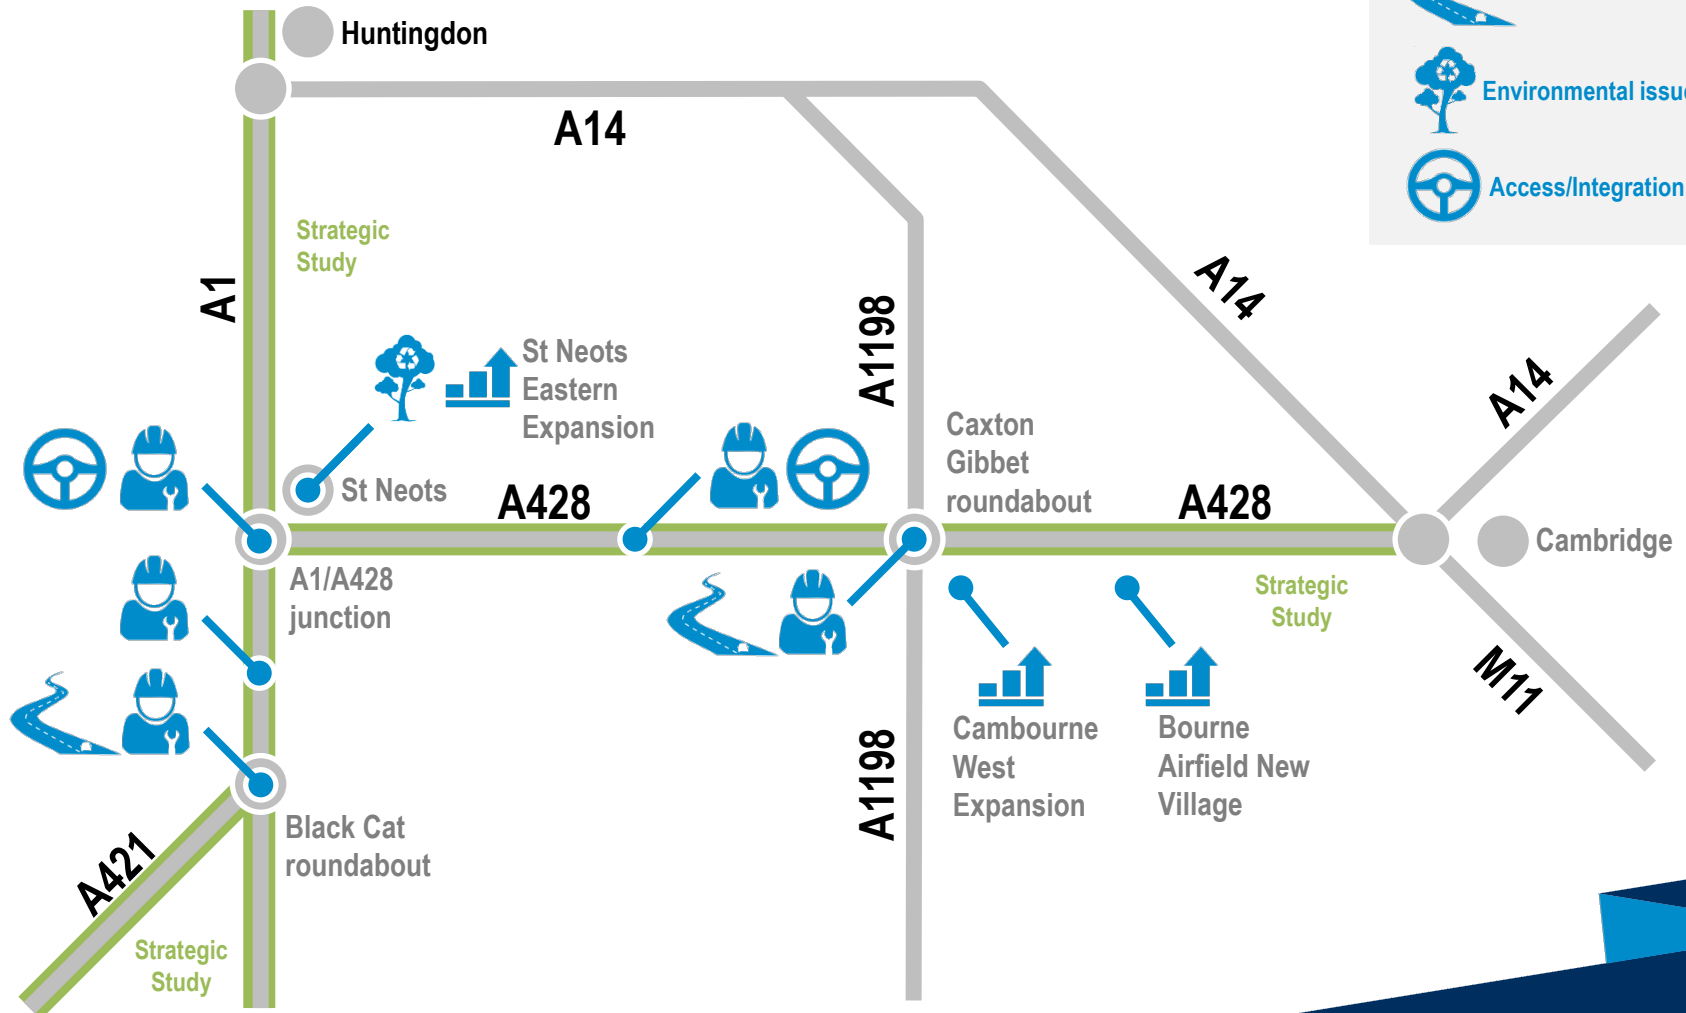 Huntingdon
A14
Environmental issue
Access/Integration
Strategic
Study
A1
A14
A1198
St Neots
Eastern
Expansion
A14
Caxton
Gibbet
roundabout
St Neots
A428
A428
Cambridge
A1/A428
junction
Strategic
Study
M11
Cambourne
West
Expansion
Bourne
Airfield New
Village
A1198
Black Cat
roundabout
A421
Strategic
Study